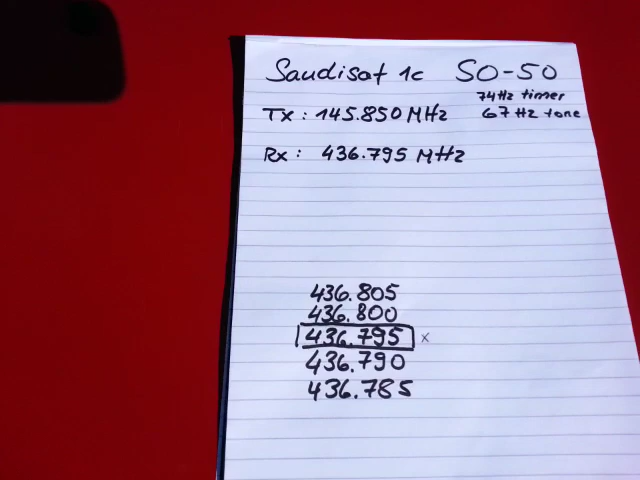 Saudisat 1c SO-50
74Hz timer
Tx: 145.850 MHz 67 Hz tone
Rx: 436.795 MHz
436.805
436.800
436.795 x
436.790
436.785